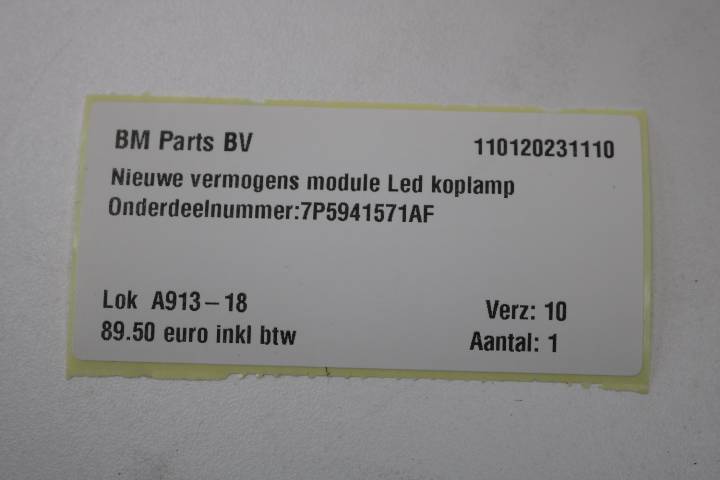 BM Parts BV 110120231110
Nieuwe vermogens module Led koplamp
Onderdeelnummer:7P5941571AF
Lok A913-18 Verz: 10
89.50 euro inkl btw Aantal: 1